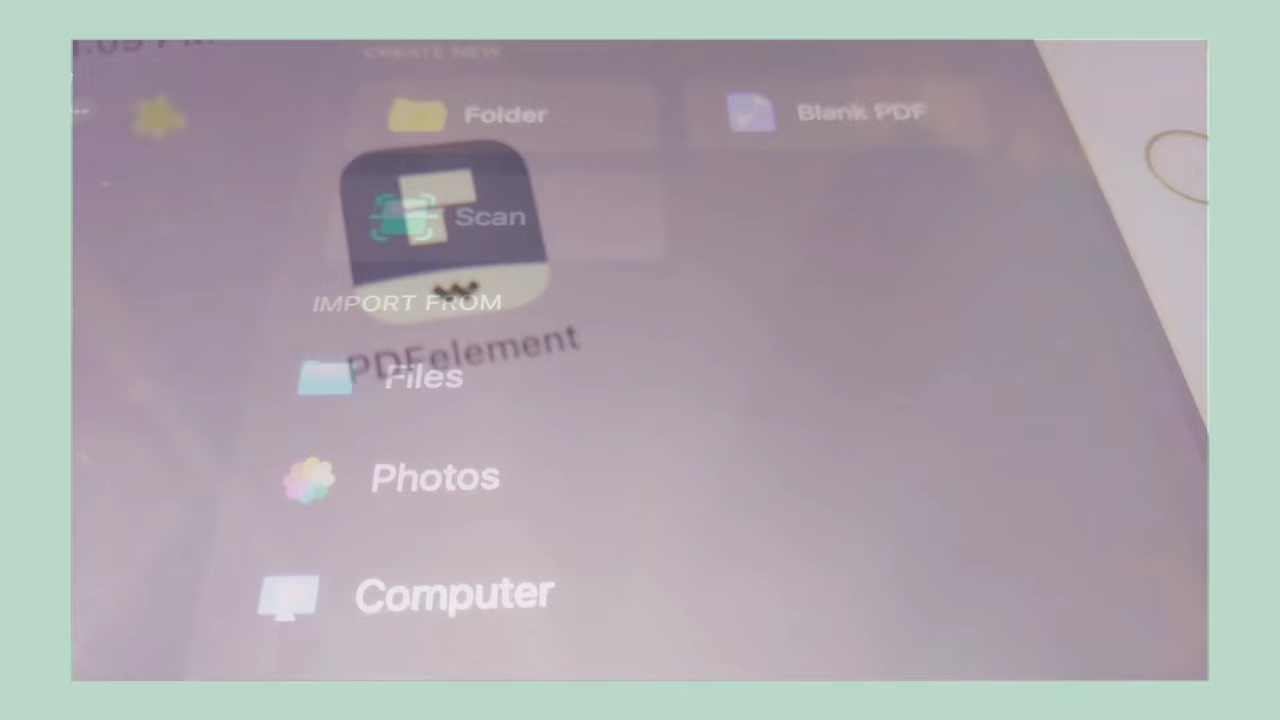 CREATE NEW
Folder
Blank PDF
Scan
IMPORT FROM
PDFelement
Files
Photos
Computer